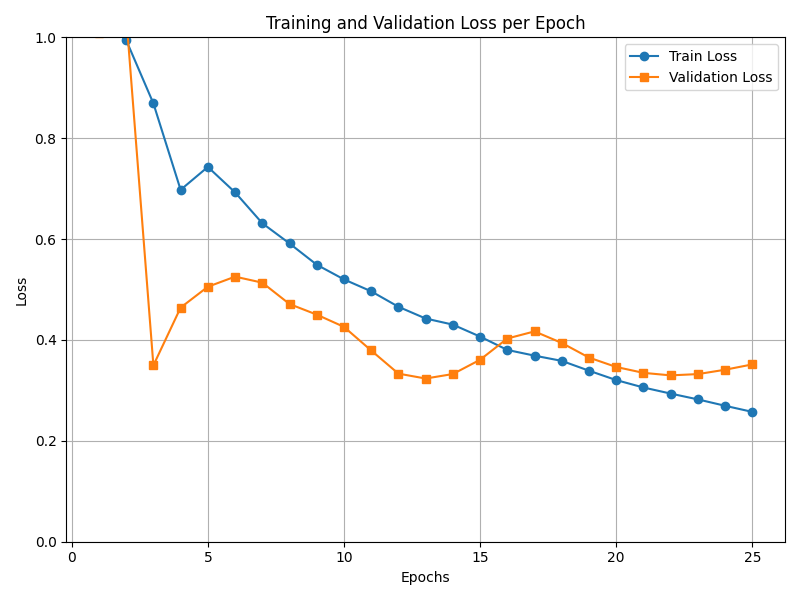 Training and Validation Loss per Epoch
Train Loss
Validation Loss
Loss
1.0
0.8
0.6
0.4
0.2
0.0
0 5 10 15 20 25
Epochs